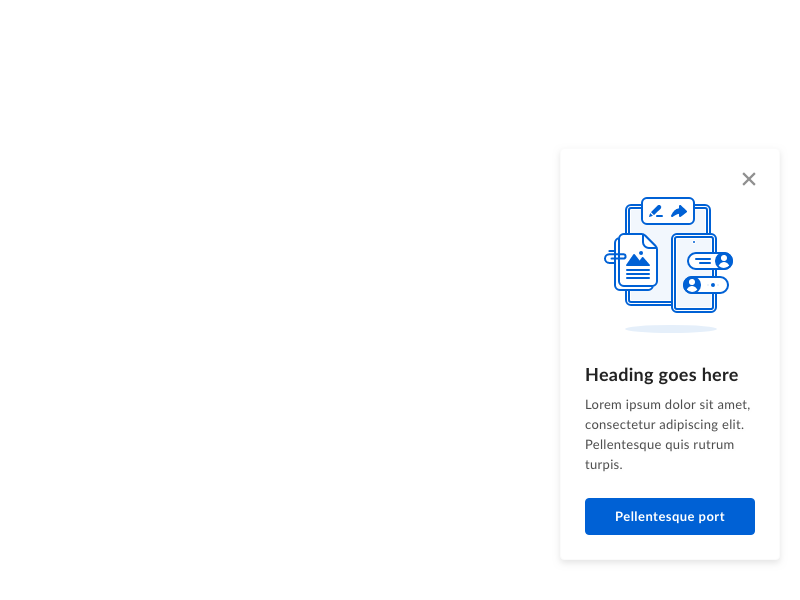 Heading goes here
Lorem ipsum dolor sit amet,
consectetur adipiscing elit.
Pellentesque quis rutrum
turpis.
Pellentesque port